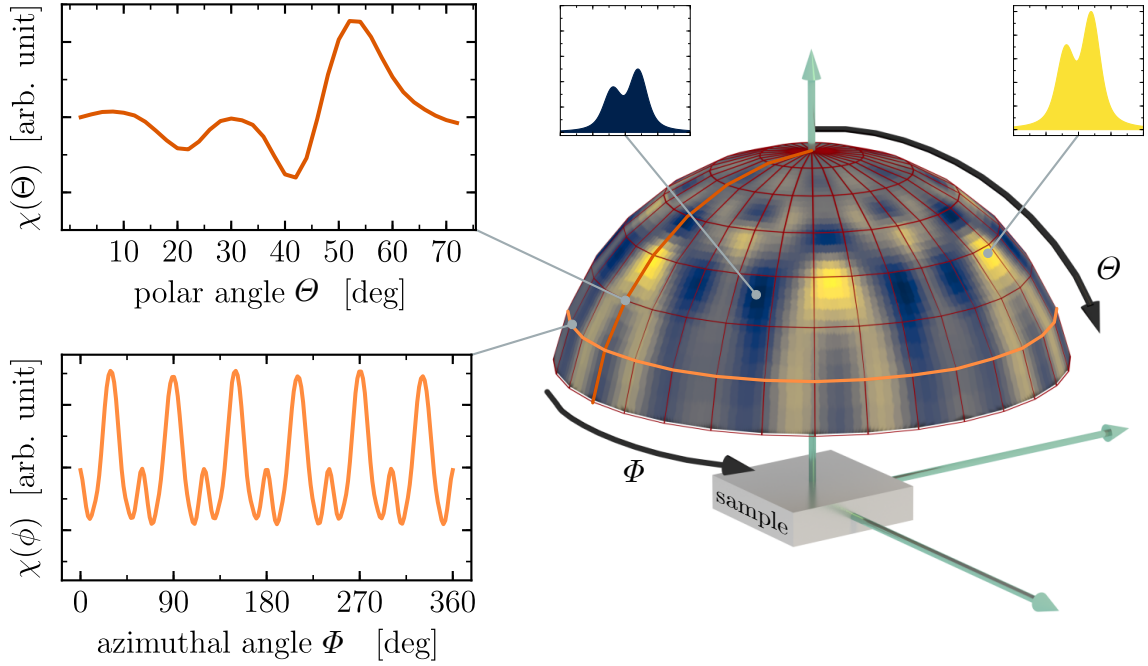 χ(Θ) [arb. unit]
10 20 30 40 50 60 70
polar angle Θ [deg]
χ(ϕ) [arb. unit]
0 90 180 270 360
azimuthal angle Φ [deg]
Θ
Φ
sample